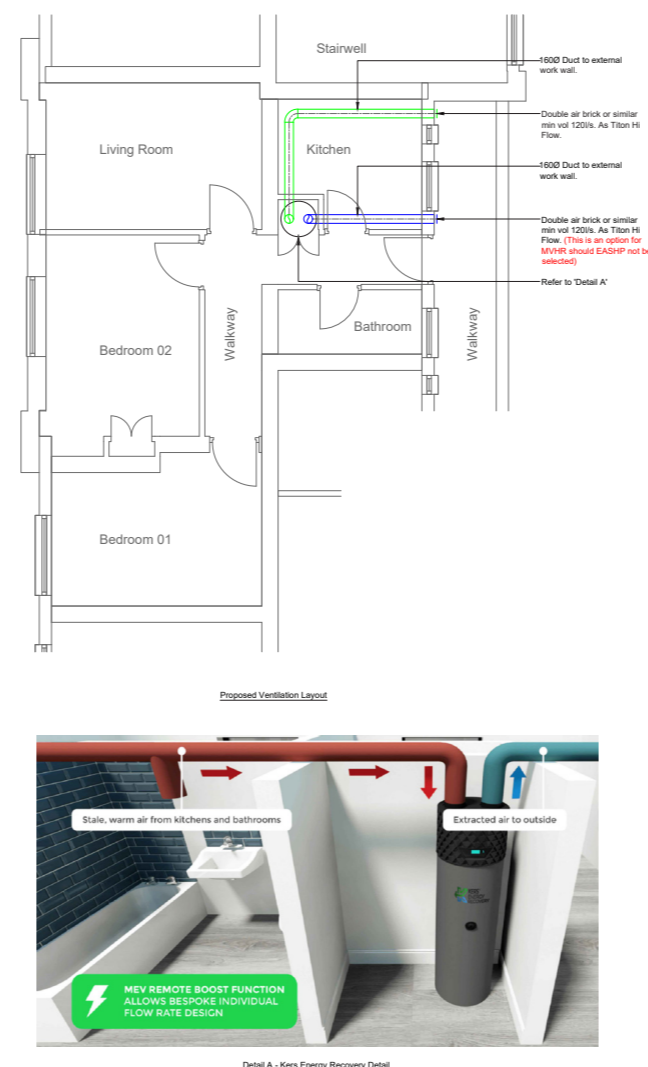 Stairwell
160Ø Duct to external
work wall.
Living Room
Kitchen
Double air brick or similar
min vol 120l/s. As Titon Hi
Flow.
160Ø Duct to external
work wall.
Double air brick or similar
min vol 120l/s. As Titon Hi
Flow. (This is an option for
MVHR should EASHP not be
selected)
Refer to 'Detail A'
Bathroom
Walkway
Walkway
Bedroom 02
Bedroom 01
Proposed Ventilation Layout
Stale, warm air from kitchens and bathrooms
Extracted air to outside
MEV REMOTE BOOST FUNCTION
ALLOWS BESPOKE INDIVIDUAL
FLOW RATE DESIGN
Detail A - Kers Energy Recovery Detail